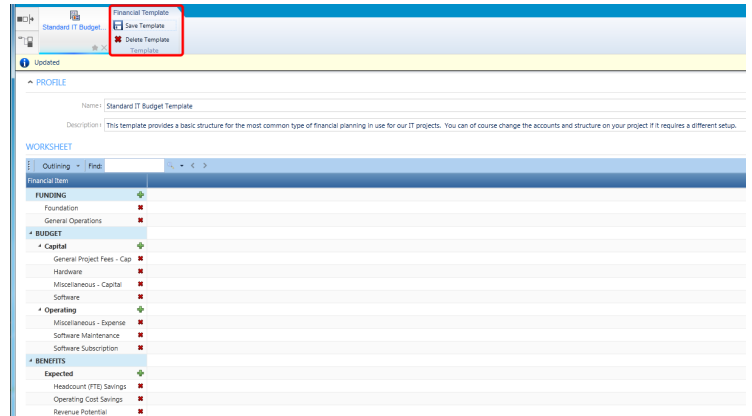 Financial Template
Standard IT Budget...
Save Template
Delete Template
Template
Updated
PROFILE
Name: Standard IT Budget Template
Description: This template provides a basic structure for the most common type of financial planning in use for our IT projects. You can of course change the accounts and structure on your project if it requires a different setup.
WORKSHEET
Outlining Find:
Financial Item
FUNDING
Foundation
General Operations
BUDGET
Capital
General Project Fees - Cap
Hardware
Miscellaneous - Capital
Software
Operating
Miscellaneous - Expense
Software Maintenance
Software Subscription
BENEFITS
Expected
Headcount (FTE) Savings
Operating Cost Savings
Revenue Potential